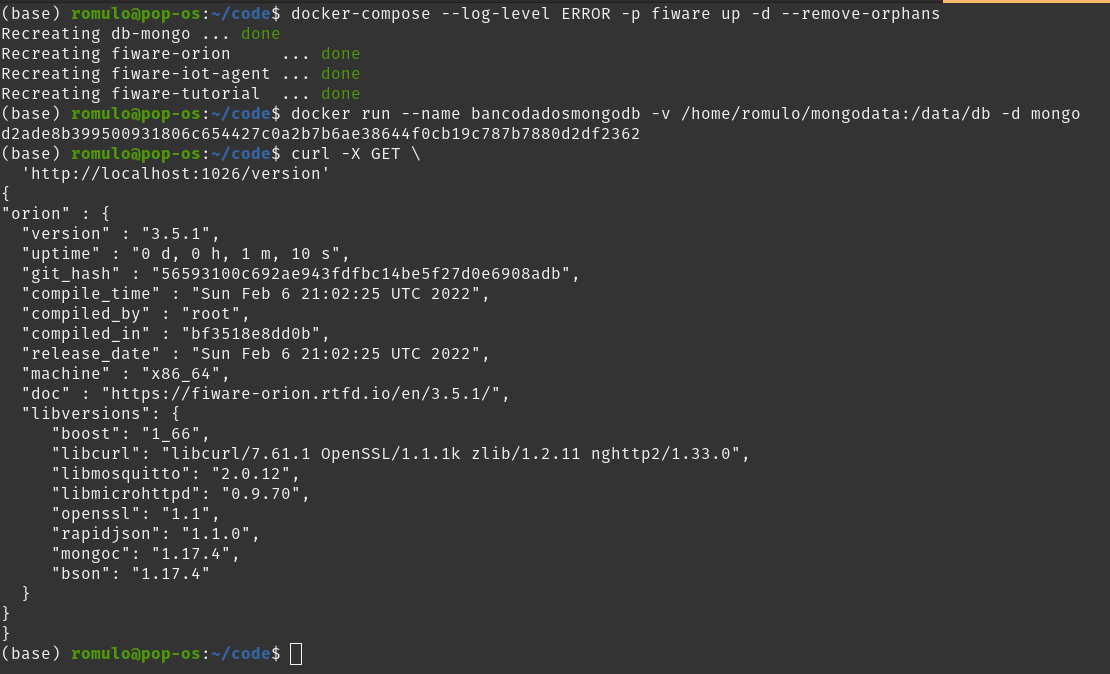 (base) romulo@pop-os:~/code$ docker-compose --log-level ERROR -p fiware up -d --remove-orphans
Recreating db-mongo ... done
Recreating fiware-orion     ... done
Recreating fiware-iot-agent ... done
Recreating fiware-tutorial  ... done
(base) romulo@pop-os:~/code$ docker run --name bancodadosmongodb -v /home/romulo/mongodata:/data/db -d mongo
d2ade8b399500931806c654427c0a2b7b6ae38644f0cb19c787b7880d2df2362
(base) romulo@pop-os:~/code$ curl -X GET \
  'http://localhost:1026/version'
{
"orion" : {
  "version" : "3.5.1",
  "uptime" : "0 d, 0 h, 1 m, 10 s",
  "git_hash" : "56593100c692ae943fdfbc14be5f27d0e6908adb",
  "compile_time" : "Sun Feb 6 21:02:25 UTC 2022",
  "compiled_by" : "root",
  "compiled_in" : "bf3518e8dd0b",
  "release_date" : "Sun Feb 6 21:02:25 UTC 2022",
  "machine" : "x86_64",
  "doc" : "https://fiware-orion.rtfd.io/en/3.5.1/",
  "libversions": {
     "boost": "1_66",
     "libcurl": "libcurl/7.61.1 OpenSSL/1.1.1k zlib/1.2.11 nghttp2/1.33.0",
     "libmosquitto": "2.0.12",
     "libmicrohttpd": "0.9.70",
     "openssl": "1.1",
     "rapidjson": "1.1.0",
     "mongoc": "1.17.4",
     "bson": "1.17.4"
  }
}
}
(base) romulo@pop-os:~/code$